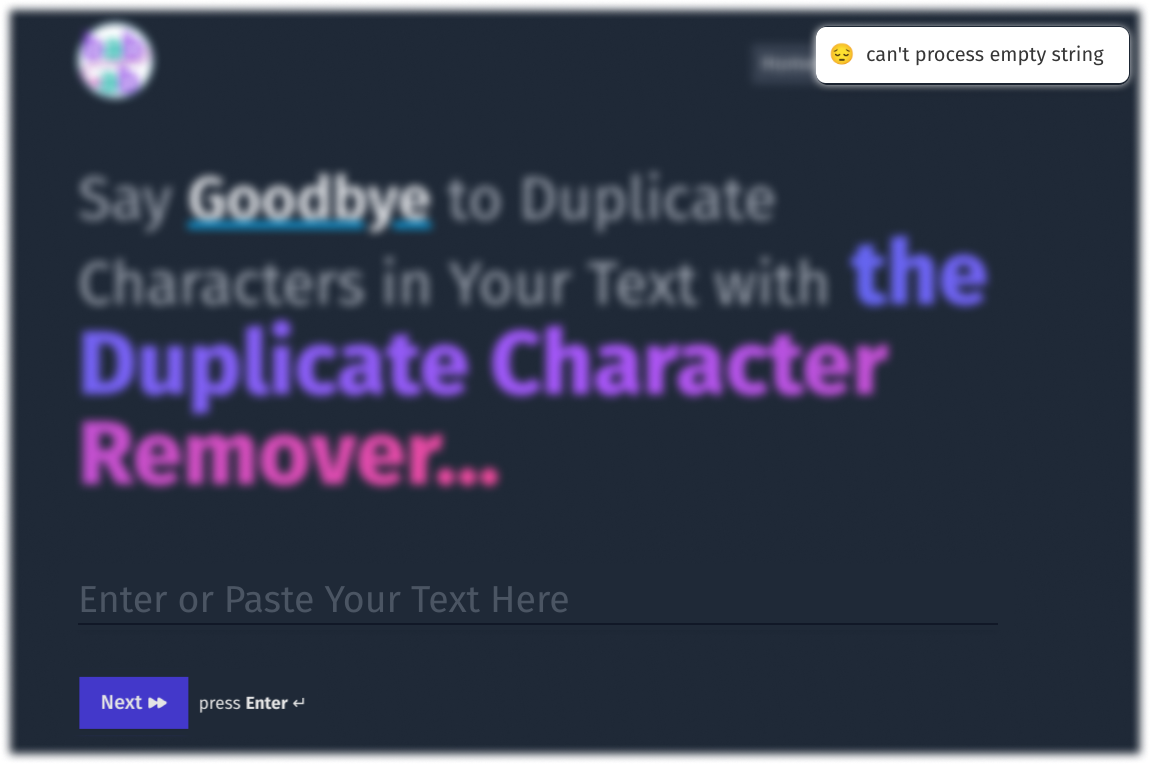 😔 can't process empty string
Say Goodbye to Duplicate
Characters in Your Text with the
Duplicate Character
Remover...
Enter or Paste Your Text Here
Next
press Enter ↵